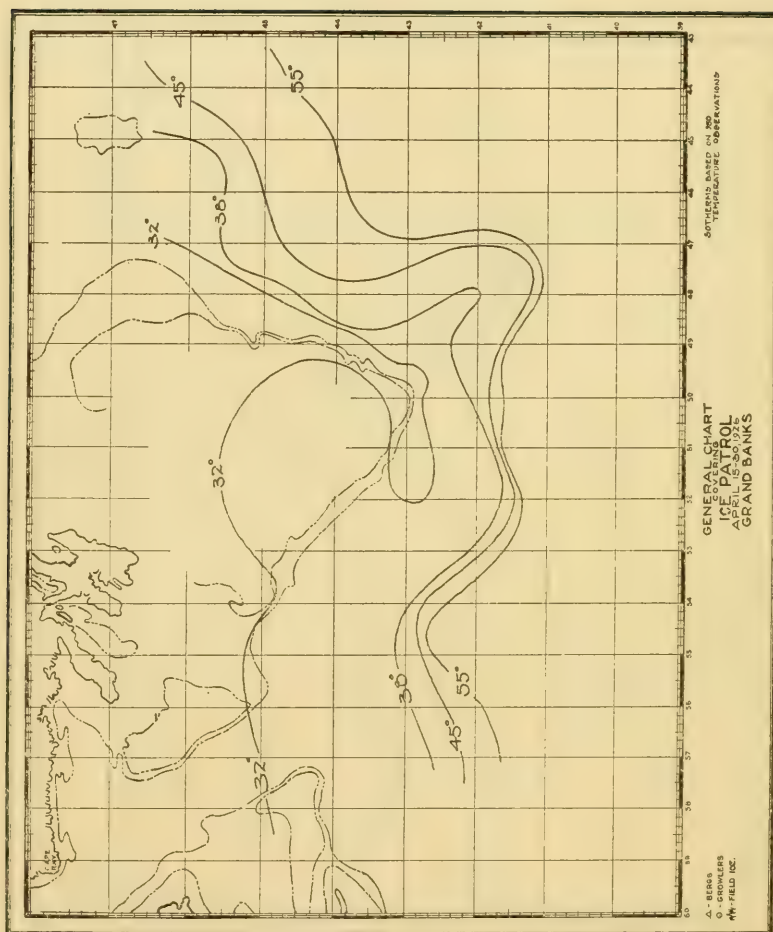 47 45 44 43 42 41 40 39
43
44
45
46
47
48
49
50
51
52
53
54
55
56
57
58
59
60
55°
45°
38°
32°
32°
32°
38°
45°
55°
CAPE
RAY
ISOTHERMS BASED ON
TEMPERATURE OBSERVATIONS
GENERAL CHART
COVERING
ICE PATROL
APRIL 15-30, 1926
GRAND BANKS
△ - BERGS
O - GROWLERS
- FIELD ICE.